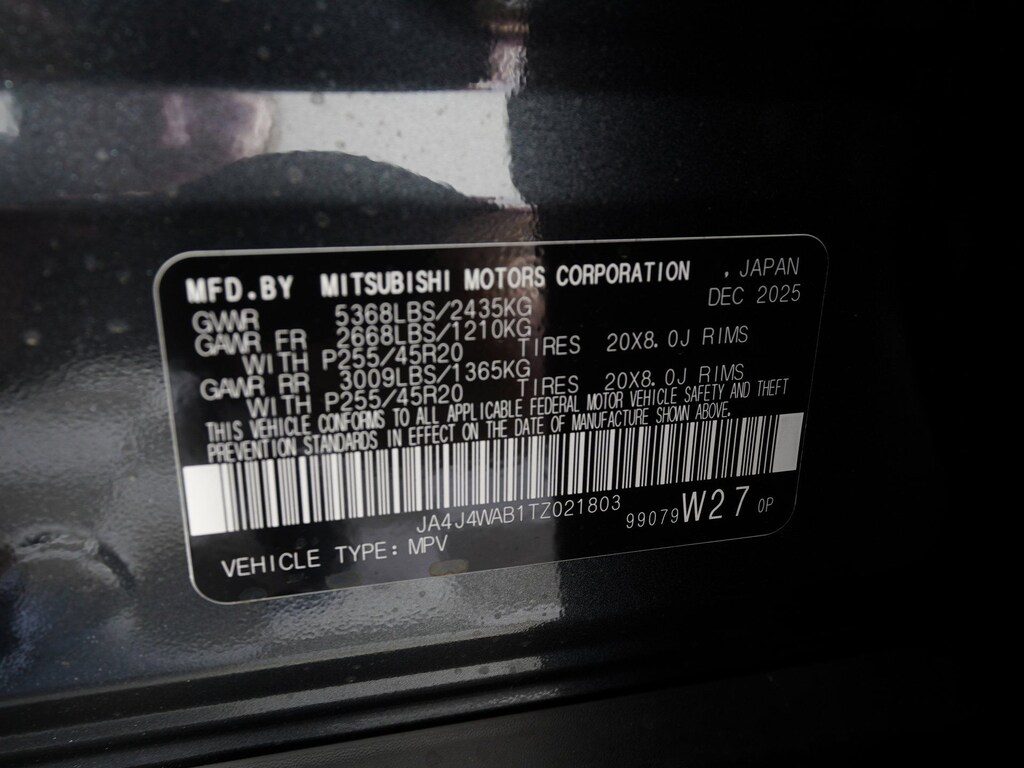 MFD.BY MITSUBISHI MOTORS CORPORATION , JAPAN
DEC 2025
GVWR 5368LBS/2435KG
GAWR FR 2668LBS/1210KG
WITH P255/45R20 TIRES 20X8.0J RIMS
GAWR RR 3009LBS/1365KG
WITH P255/45R20 TIRES 20X8.0J RIMS
THIS VEHICLE CONFORMS TO ALL APPLICABLE FEDERAL MOTOR VEHICLE SAFETY AND THEFT
PREVENTION STANDARDS IN EFFECT ON THE DATE OF MANUFACTURE SHOWN ABOVE.
JA4J4WAB1TZ021803
99079 W27 0P
VEHICLE TYPE: MPV